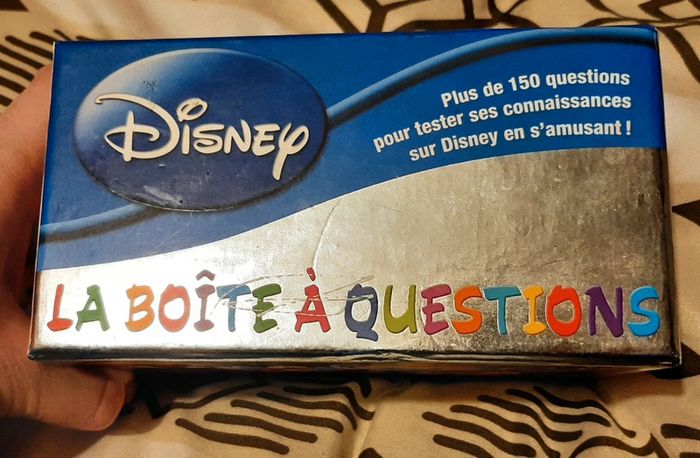 Disney
Plus de 150 questions
pour tester ses connaissances
sur Disney en s'amusant !
LA BOÎTE À QUESTIONS